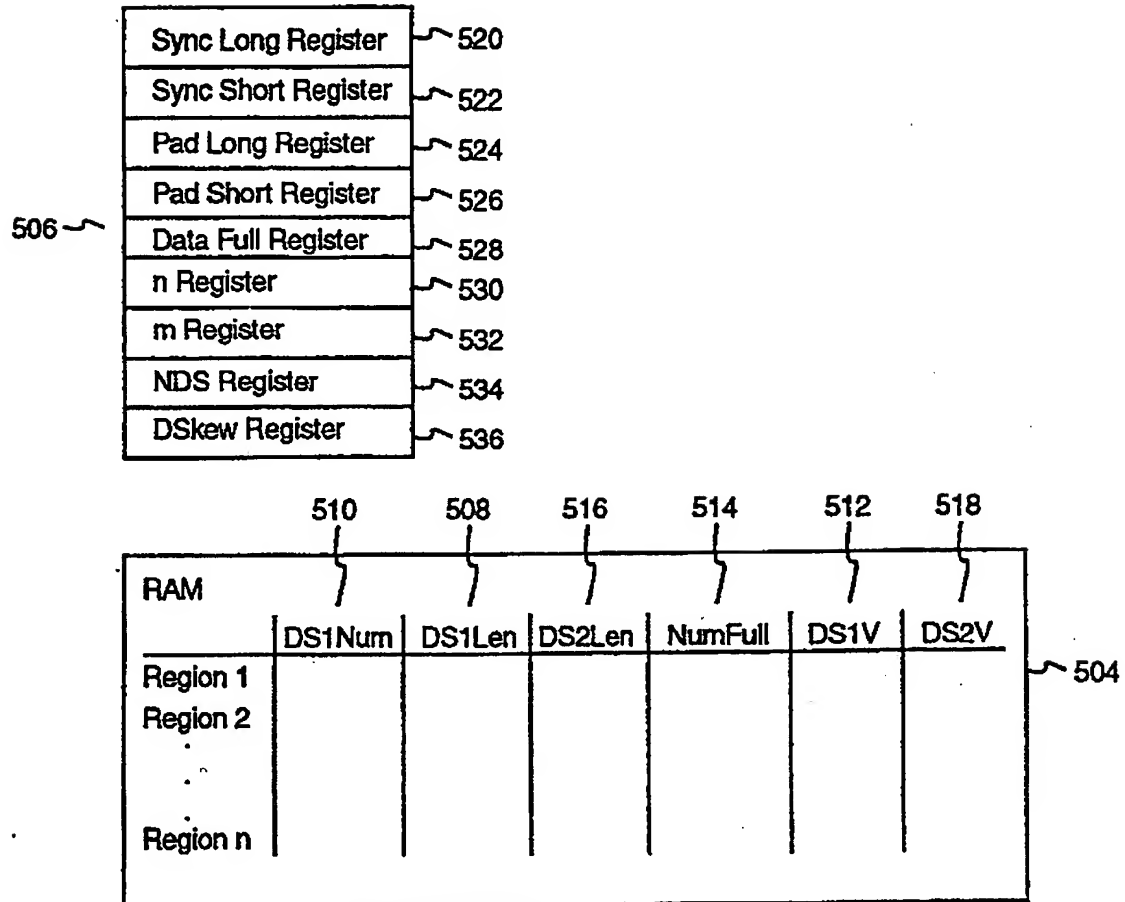 Sync Long Register 520
Sync Short Register 522
Pad Long Register 524
Pad Short Register 526
506
Data Full Register 528
n Register 530
m Register 532
NDS Register 534
DSkew Register 536
510 508 516 514 512 518
RAM
DS1Num DS1Len DS2Len NumFull DS1V DS2V
Region 1
504
Region 2
Region n